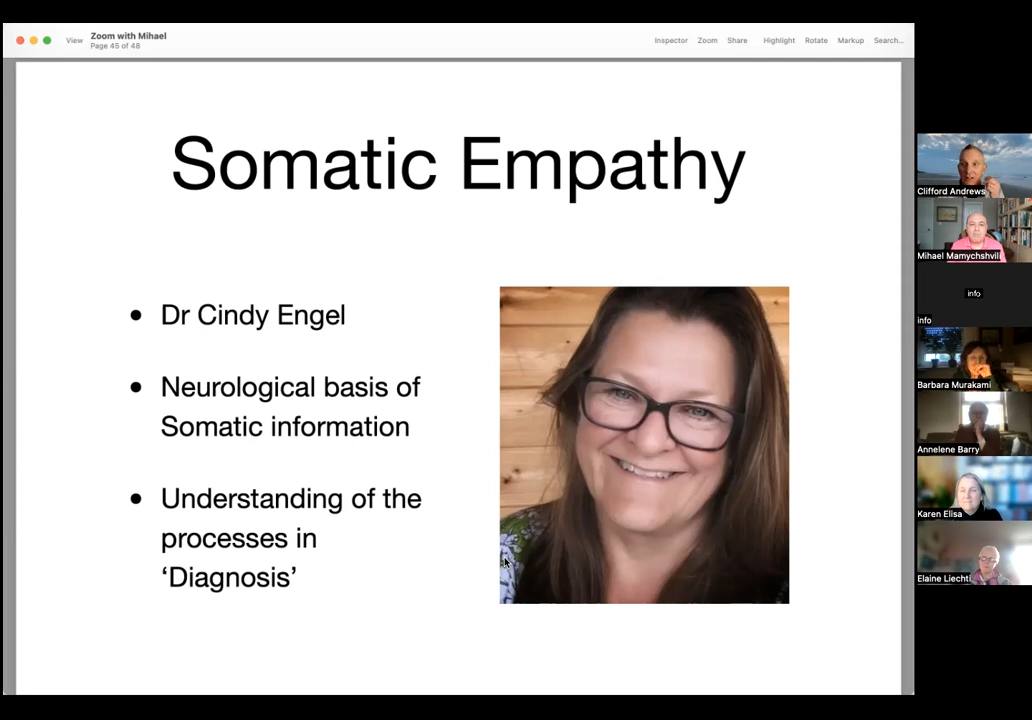 View
Zoom with Mihael
Page 45 of 48
Inspector Zoom Share Highlight Rotate Markup Search...
Somatic Empathy
• Dr Cindy Engel
• Neurological basis of
Somatic information
• Understanding of the
processes in
‘Diagnosis’
Clifford Andrews
Mihael Mamychshvili
info
info
Barbara Murakami
Annelene Barry
Karen Elisa
Elaine Liechti